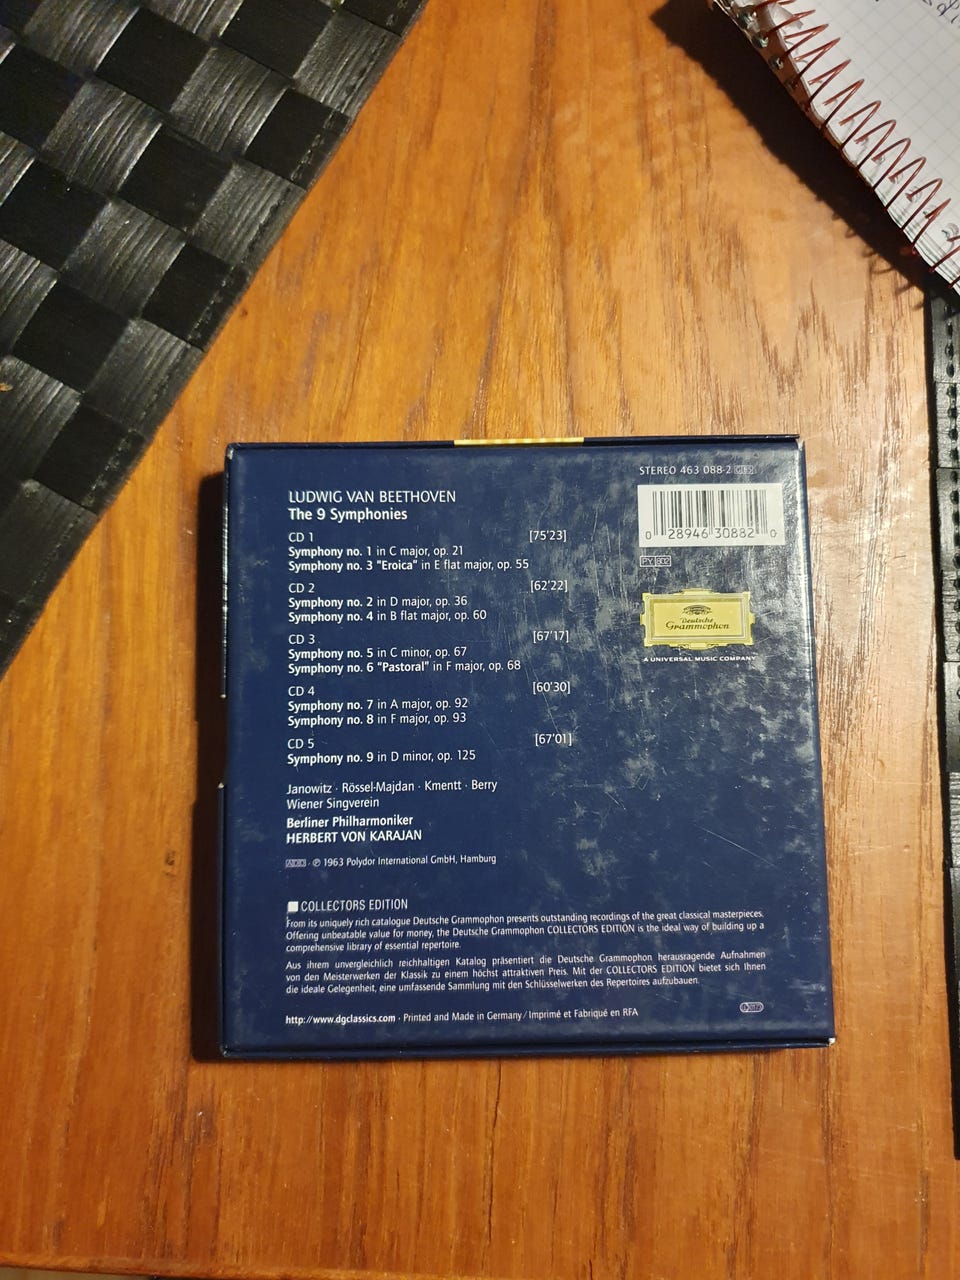 LUDWIG VAN BEETHOVEN
The 9 Symphonies
CD 1 [75'23]
Symphony no. 1 in C major, op. 21
Symphony no. 3 "Eroica" in E flat major, op. 55
CD 2 [62'22]
Symphony no. 2 in D major, op. 36
Symphony no. 4 in B flat major, op. 60
CD 3 [67'17]
Symphony no. 5 in C minor, op. 67
Symphony no. 6 "Pastoral" in F major, op. 68
CD 4 [60'30]
Symphony no. 7 in A major, op. 92
Symphony no. 8 in F major, op. 93
CD 5 [67'01]
Symphony no. 9 in D minor, op. 125
Janowitz · Rössel-Majdan · Kmentt · Berry
Wiener Singverein
Berliner Philharmoniker
HERBERT VON KARAJAN
ADD · ℗ 1963 Polydor International GmbH, Hamburg
STEREO 463 088-2
0 28946 30882 0
PY 802
Deutsche
Grammophon
A UNIVERSAL MUSIC COMPANY
COLLECTORS EDITION
From its uniquely rich catalogue Deutsche Grammophon presents outstanding recordings of the great classical masterpieces.
Offering unbeatable value for money, the Deutsche Grammophon COLLECTORS EDITION is the ideal way of building up a
comprehensive library of essential repertoire.
Aus ihrem unvergleichlich reichhaltigen Katalog präsentiert die Deutsche Grammophon herausragende Aufnahmen
von den Meisterwerken der Klassik zu einem höchst attraktiven Preis. Mit der COLLECTORS EDITION bietet sich Ihnen
die ideale Gelegenheit, eine umfassende Sammlung mit den Schlüsselwerken des Repertoires aufzubauen.
http://www.dgclassics.com · Printed and Made in Germany / Imprimé et Fabriqué en RFA